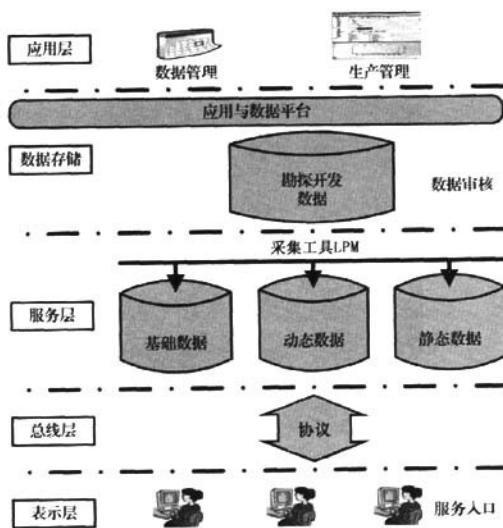 应用层
数据管理
生产管理
应用与数据平台
数据存储
勘探开发
数据
数据审核
采集工具LPM
服务层
基础数据
动态数据
静态数据
总线层
协议
表示层
服务入口